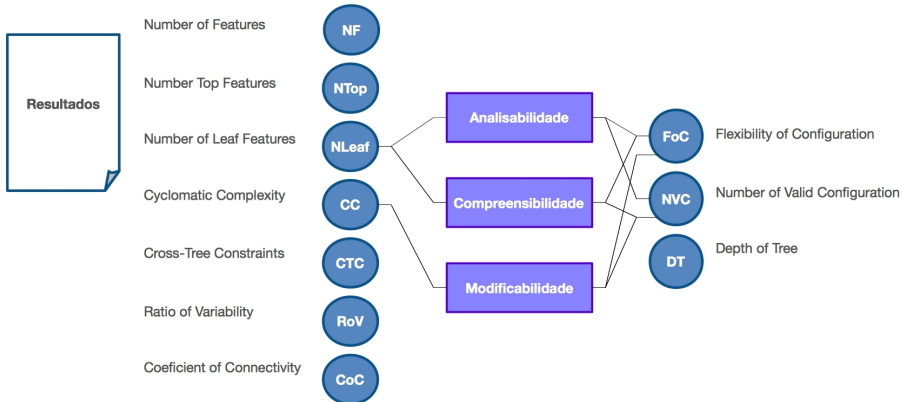 Resultados
Number of Features
NF
Number Top Features
NTop
Number of Leaf Features
NLeaf
Cyclomatic Complexity
CC
Cross-Tree Constraints
CTC
Ratio of Variability
RoV
Coeficient of Connectivity
CoC
Analisabilidade
Compreensibilidade
Modificabilidade
FoC
Flexibility of Configuration
NVC
Number of Valid Configuration
DT
Depth of Tree